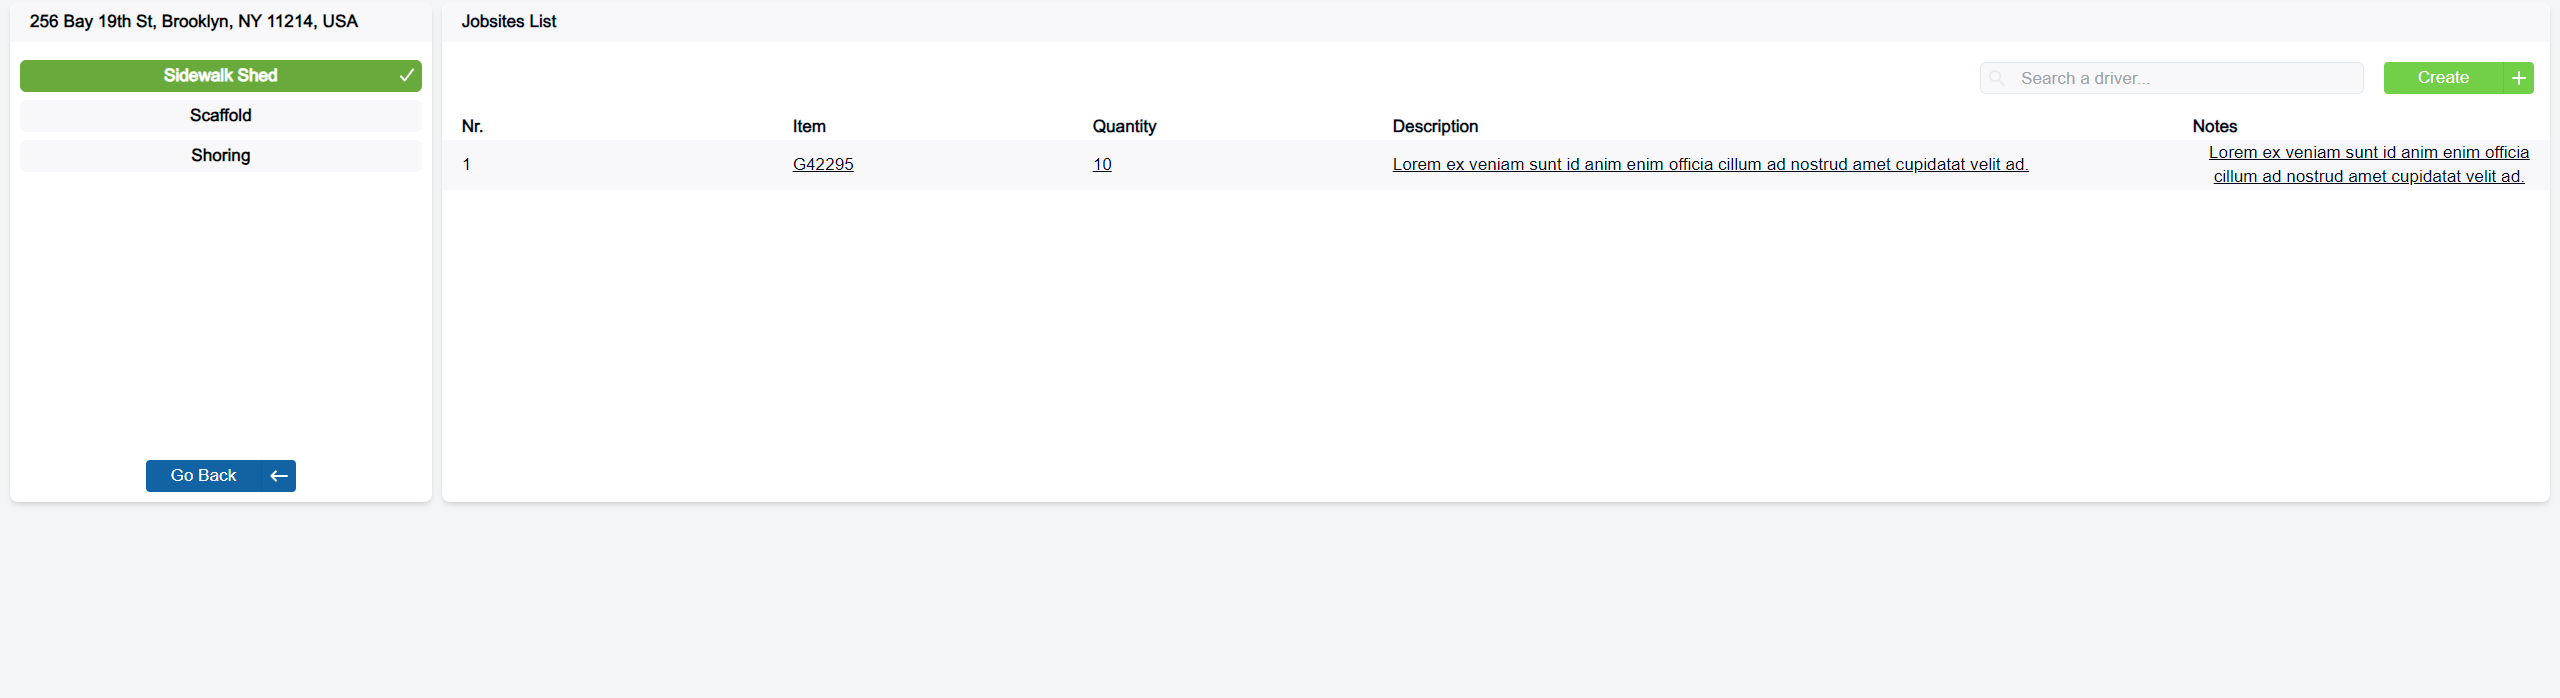 256 Bay 19th St, Brooklyn, NY 11214, USA
Sidewalk Shed
Scaffold
Shoring
Go Back
Jobsites List
Search a driver...
Create
Nr. Item Quantity Description Notes
1 G42295 10 Lorem ex veniam sunt id anim enim officia cillum ad nostrud amet cupidatat velit ad.
Lorem ex veniam sunt id anim enim officia
cillum ad nostrud amet cupidatat velit ad.